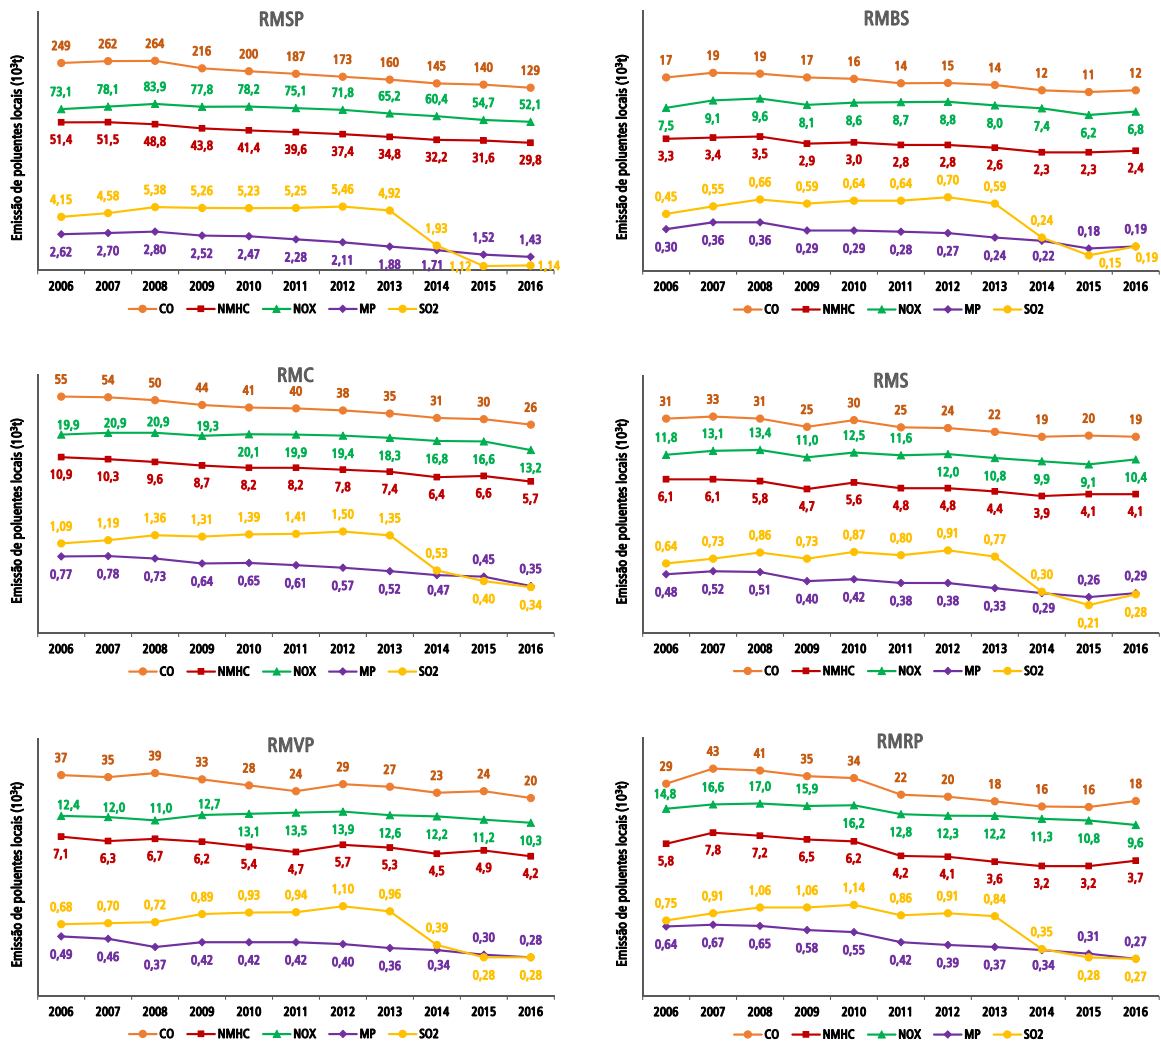 RMSP
Emissão de poluentes locais (10³t)
249 262 264 216 200 187 173 160 145 140 129
73,1 78,1 83,9 77,8 78,2 75,1 71,8 65,2 60,4 54,7 52,1
51,4 51,5 48,8 43,8 41,4 39,6 37,4 34,8 32,2 31,6 29,8
4,15 4,58 5,38 5,26 5,23 5,25 5,46 4,92 1,93 1,12 1,14
2,62 2,70 2,80 2,52 2,47 2,28 2,11 1,88 1,71 1,52 1,43
2006 2007 2008 2009 2010 2011 2012 2013 2014 2015 2016
CO NMHC NOX MP SO2
RMBS
Emissão de poluentes locais (10³t)
17 19 19 17 16 14 15 14 12 11 12
7,5 9,1 9,6 8,1 8,6 8,7 8,8 8,0 7,4 6,2 6,8
3,3 3,4 3,5 2,9 3,0 2,8 2,8 2,6 2,3 2,3 2,4
0,45 0,55 0,66 0,59 0,64 0,64 0,70 0,59 0,24 0,15 0,19
0,30 0,36 0,36 0,29 0,29 0,28 0,27 0,24 0,22 0,18 0,19
2006 2007 2008 2009 2010 2011 2012 2013 2014 2015 2016
CO NMHC NOX MP SO2
RMC
Emissão de poluentes locais (10³t)
55 54 50 44 41 40 38 35 31 30 26
19,9 20,9 20,9 19,3 20,1 19,9 19,4 18,3 16,8 16,6 13,2
10,9 10,3 9,6 8,7 8,2 8,2 7,8 7,4 6,4 6,6 5,7
1,09 1,19 1,36 1,31 1,39 1,41 1,50 1,35 0,53 0,40 0,34
0,77 0,78 0,73 0,64 0,65 0,61 0,57 0,52 0,47 0,45 0,35
2006 2007 2008 2009 2010 2011 2012 2013 2014 2015 2016
CO NMHC NOX MP SO2
RMS
Emissão de poluentes locais (10³t)
31 33 31 25 30 25 24 22 19 20 19
11,8 13,1 13,4 11,0 12,5 11,6 12,0 10,8 9,9 9,1 10,4
6,1 6,1 5,8 4,7 5,6 4,8 4,8 4,4 3,9 4,1 4,1
0,64 0,73 0,86 0,73 0,87 0,80 0,91 0,77 0,30 0,21 0,28
0,48 0,52 0,51 0,40 0,42 0,38 0,38 0,33 0,29 0,26 0,29
2006 2007 2008 2009 2010 2011 2012 2013 2014 2015 2016
CO NMHC NOX MP SO2
RMVP
Emissão de poluentes locais (10³t)
37 35 39 33 28 24 29 27 23 24 20
12,4 12,0 11,0 12,7 13,1 13,5 13,9 12,6 12,2 11,2 10,3
7,1 6,3 6,7 6,2 5,4 4,7 5,7 5,3 4,5 4,9 4,2
0,68 0,70 0,72 0,89 0,93 0,94 1,10 0,96 0,39 0,28 0,28
0,49 0,46 0,37 0,42 0,42 0,42 0,40 0,36 0,34 0,30 0,28
2006 2007 2008 2009 2010 2011 2012 2013 2014 2015 2016
CO NMHC NOX MP SO2
RMRP
Emissão de poluentes locais (10³t)
29 43 41 35 34 22 20 18 16 16 18
14,8 16,6 17,0 15,9 16,2 12,8 12,3 12,2 11,3 10,8 9,6
5,8 7,8 7,2 6,5 6,2 4,2 4,1 3,6 3,2 3,2 3,7
0,75 0,91 1,06 1,06 1,14 0,86 0,91 0,84 0,35 0,28 0,27
0,64 0,67 0,65 0,58 0,55 0,42 0,39 0,37 0,34 0,31 0,27
2006 2007 2008 2009 2010 2011 2012 2013 2014 2015 2016
CO NMHC NOX MP SO2